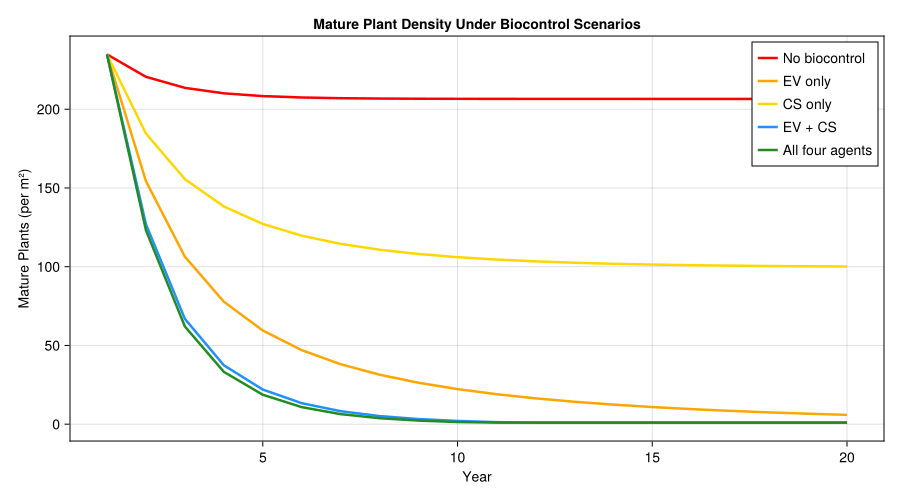 Mature Plant Density Under Biocontrol Scenarios
No biocontrol
EV only
CS only
EV + CS
All four agents
Mature Plants (per m²)
200
150
100
50
0
5
10
15
20
Year